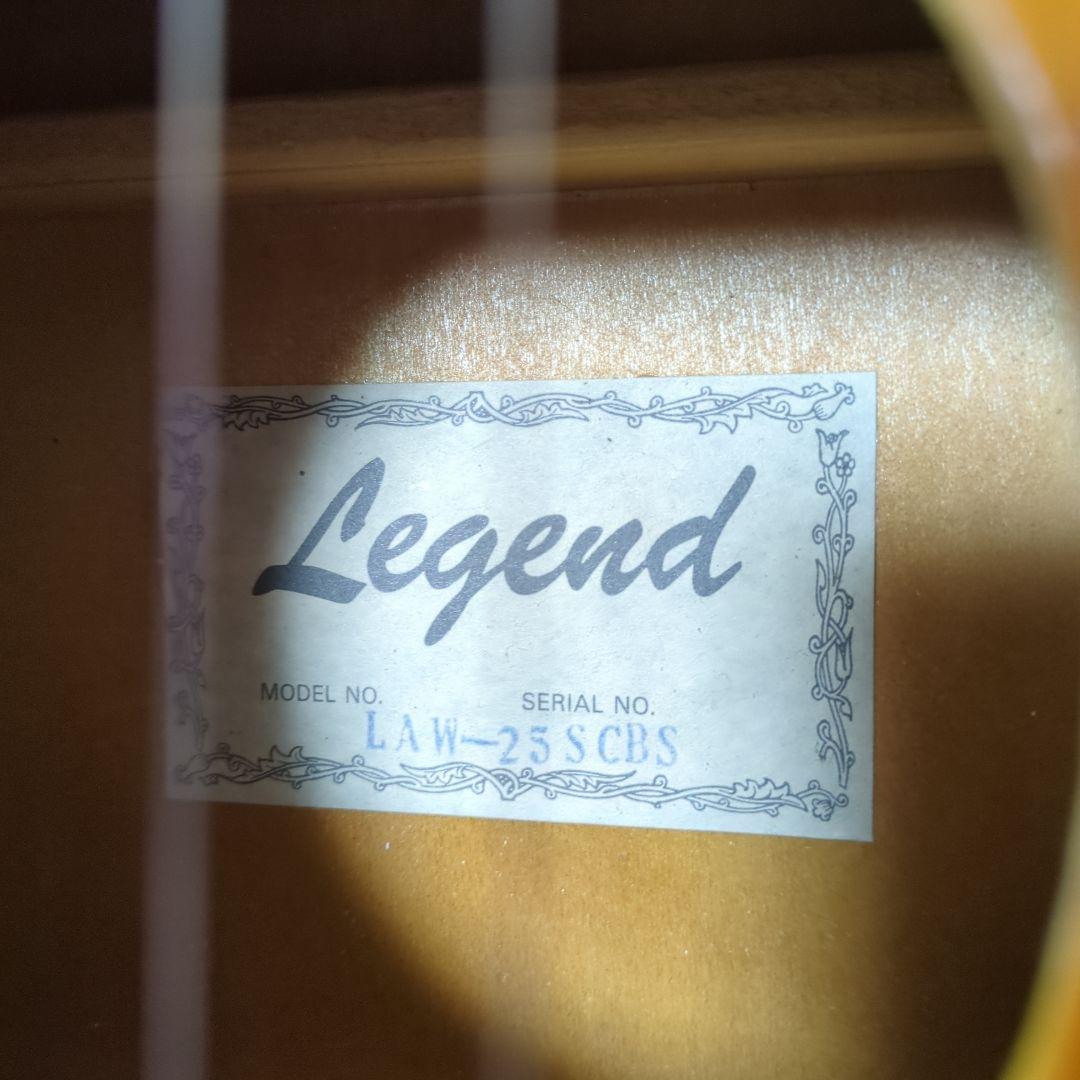 Legend
MODEL NO. SERIAL NO.
LAW-25SCBS